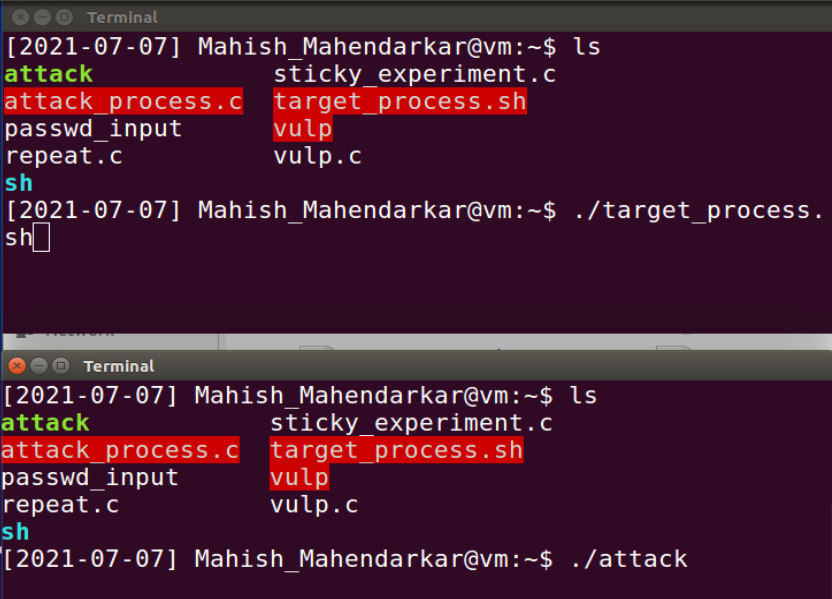 Terminal
[2021-07-07] Mahish_Mahendarkar@vm:~$ ls
attack sticky_experiment.c
attack_process.c target_process.sh
passwd_input vulp
repeat.c vulp.c
sh
[2021-07-07] Mahish_Mahendarkar@vm:~$ ./target_process.
sh
Terminal
[2021-07-07] Mahish_Mahendarkar@vm:~$ ls
attack sticky_experiment.c
attack_process.c target_process.sh
passwd_input vulp
repeat.c vulp.c
sh
[2021-07-07] Mahish_Mahendarkar@vm:~$ ./attack